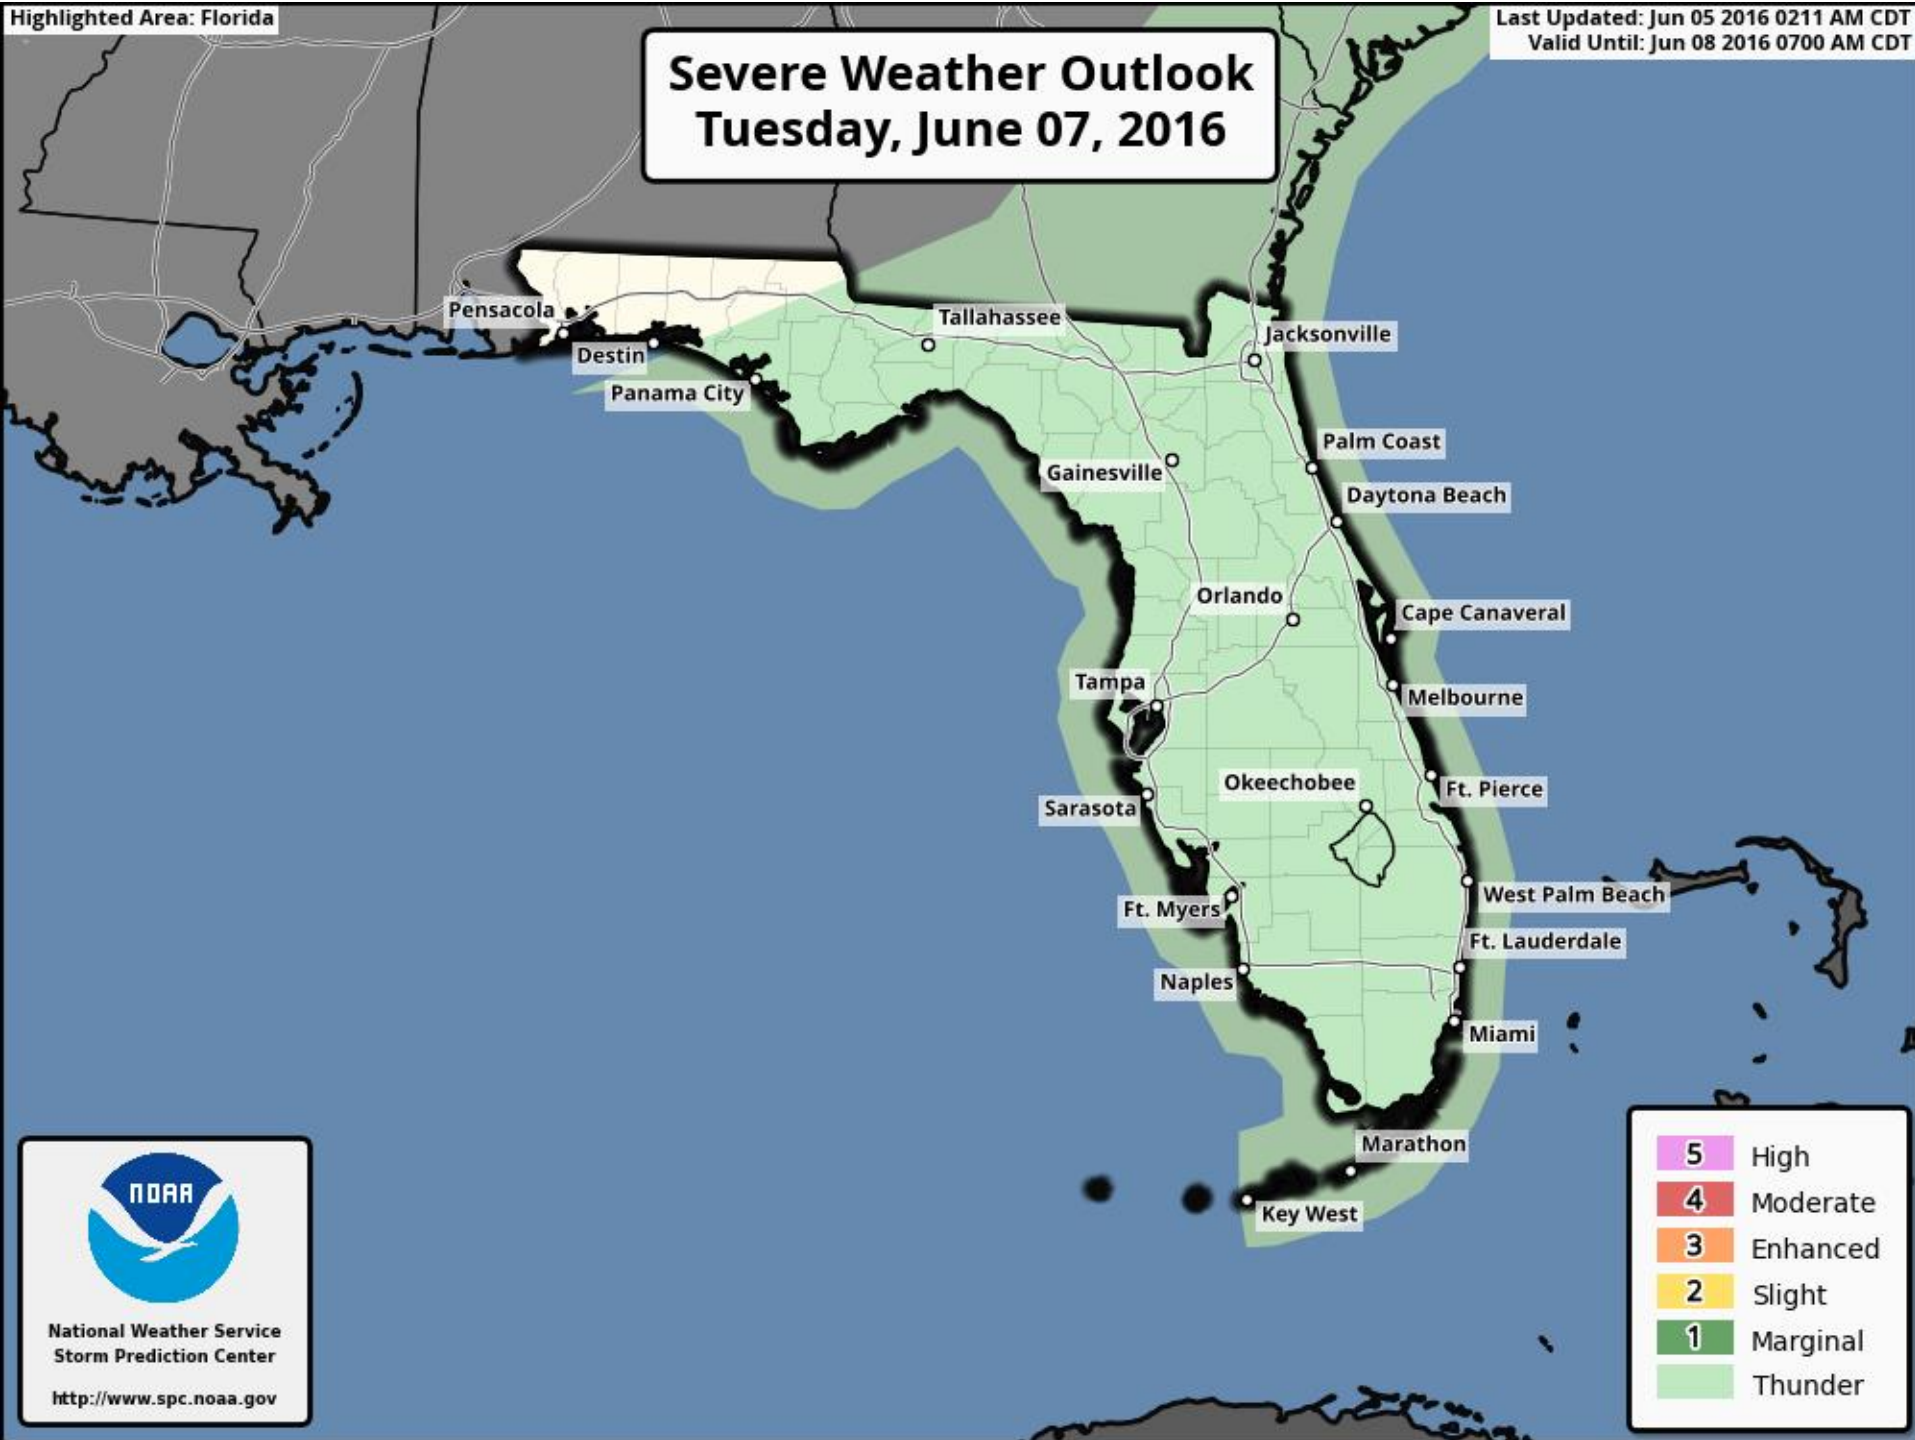 Highlighted Area: Florida
Last Updated: Jun 05 2016 0211 AM CDT
Valid Until: Jun 08 2016 0700 AM CDT
Severe Weather Outlook
Tuesday, June 07, 2016
Pensacola
Destin
Panama City
Tallahassee
Jacksonville
Palm Coast
Gainesville
Daytona Beach
Orlando
Cape Canaveral
Tampa
Melbourne
Okeechobee
Ft. Pierce
Sarasota
West Palm Beach
Ft. Myers
Ft. Lauderdale
Naples
Miami
Marathon
Key West
NOAA
National Weather Service
Storm Prediction Center
http://www.spc.noaa.gov
5 High
4 Moderate
3 Enhanced
2 Slight
1 Marginal
Thunder